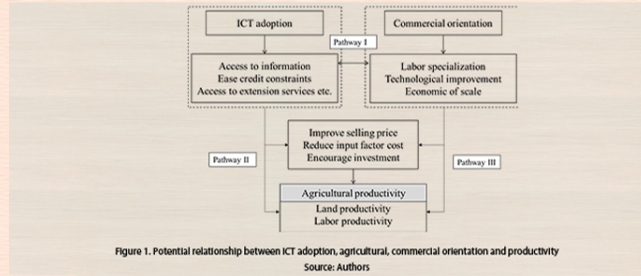 ICT adoption
Commercial orientation
Pathway I
Access to information
Ease credit constraints
Access to extension services etc.
Labor specialization
Technological improvement
Economic of scale
Improve selling price
Reduce input factor cost
Encourage investment
Pathway II
Pathway III
Agricultural productivity
Land productivity
Labor productivity
Figure 1. Potential relationship between ICT adoption, agricultural, commercial orientation and productivity
Source: Authors